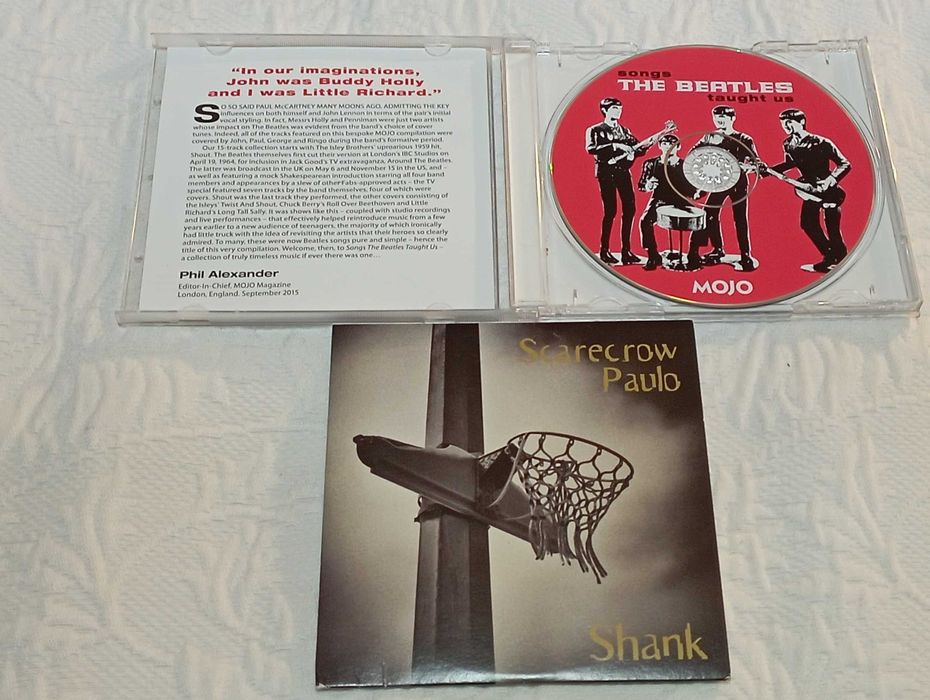 “In our imaginations,
John was Buddy Holly
and I was Little Richard.”
SO SO SAID PAUL McCARTNEY MANY MOONS AGO, ADMITTING THE KEY
influences on both himself and John Lennon in terms of the pair's initial
vocal styling. In fact, Messrs Holly and Penniman were just two artists
whose impact on The Beatles was evident from the band's choice of cover
tunes. Indeed, all of the tracks featured on this bespoke MOJO compilation were
covered by John, Paul, George and Ringo during the band's formative period.
Our 15-track collection starts with The Isley Brothers' uproarious 1959 hit,
Shout. The Beatles themselves first cut their version at London's IBC Studios on
April 19, 1964, for inclusion in Jack Good's TV extravaganza, Around The Beatles.
The latter was broadcast in the UK on May 6 and November 15 in the US, and –
as well as featuring a mock Shakespearean introduction starring all four band
members and appearances by a slew of other Fabs-approved acts – the TV
special featured seven tracks by the band themselves, four of which were
covers. Shout was the last track they performed, the other covers consisting of
the Isleys' Twist And Shout, Chuck Berry's Roll Over Beethoven and Little
Richard's Long Tall Sally. It was shows like this – coupled with studio recordings
and live performances – that effectively helped reintroduce music from a few
years earlier to a new audience of teenagers, the majority of which ironically
had little truck with the idea of revisiting the artists that their heroes so clearly
admired. To many, these were now Beatles songs pure and simple – hence the
title of this very compilation. Welcome, then, to Songs The Beatles Taught Us –
a collection of truly timeless music if ever there was one...
Phil Alexander
Editor-In-Chief, MOJO Magazine
London, England. September 2015
songs
THE BEATLES
taught us
MOJO
Scarecrow
Paulo
Shank